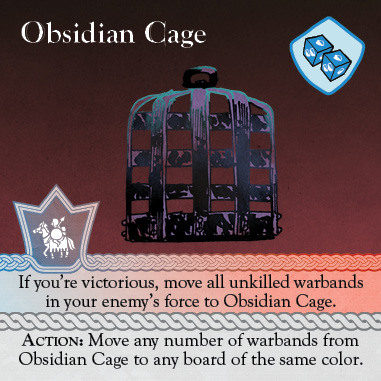 Obsidian Cage
If you're victorious, move all unkilled warbands
in your enemy's force to Obsidian Cage.
ACTION: Move any number of warbands from
Obsidian Cage to any board of the same color.